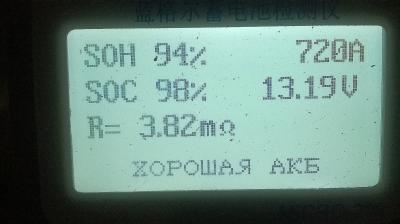 SOH 94% 720A
SOC 98% 13.19V
R= 3.82mΩ
ХОРОШАЯ АКБ